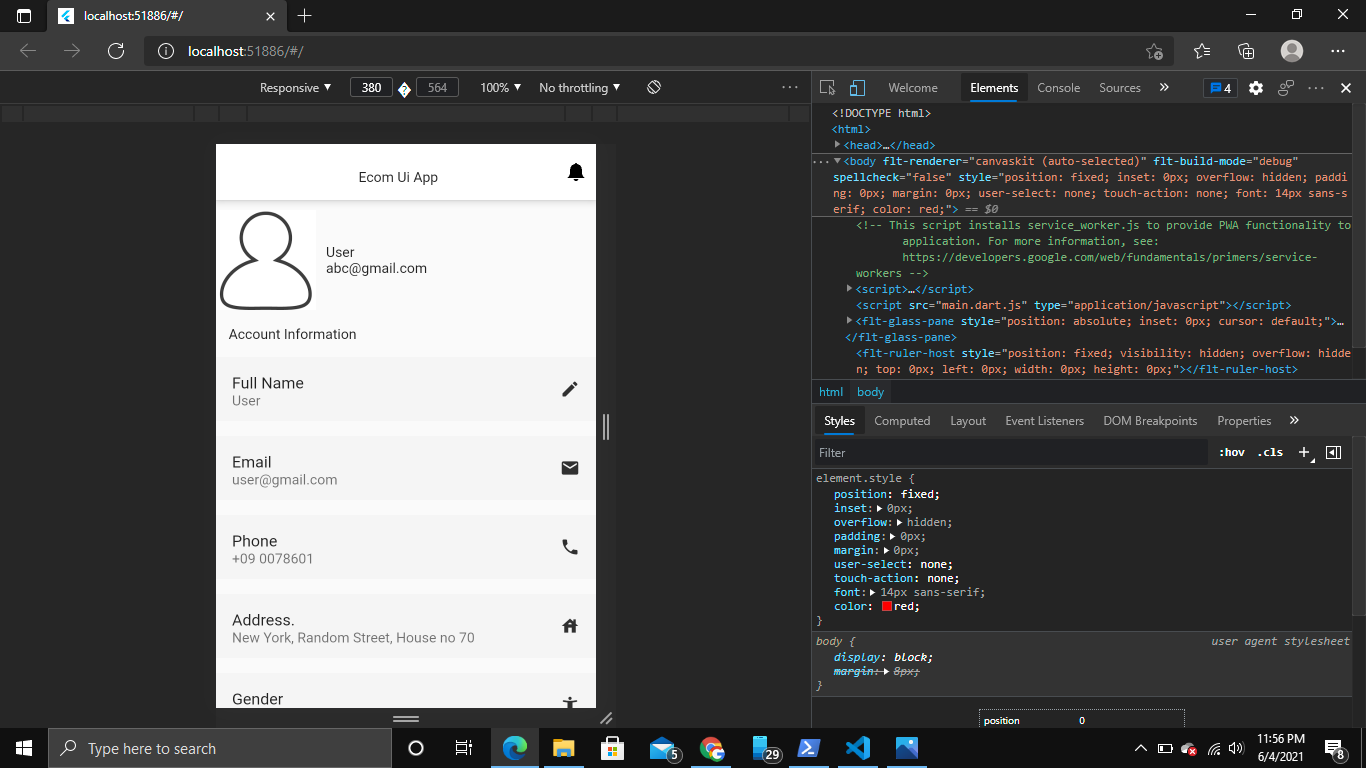 localhost:51886/#/
localhost:51886/#/
Responsive 380 564 100% No throttling
Welcome Elements Console Sources 4
<!DOCTYPE html>
<html>
<head>…</head>
<body flt-renderer="canvaskit (auto-selected)" flt-build-mode="debug"
spellcheck="false" style="position: fixed; inset: 0px; overflow: hidden; paddi
ng: 0px; margin: 0px; user-select: none; touch-action: none; font: 14px sans-s
erif; color: red;"> == $0
<!-- This script installs service_worker.js to provide PWA functionality to
application. For more information, see:
https://developers.google.com/web/fundamentals/primers/service-
workers -->
<script>…</script>
<script src="main.dart.js" type="application/javascript"></script>
<flt-glass-pane style="position: absolute; inset: 0px; cursor: default;">…
</flt-glass-pane>
<flt-ruler-host style="position: fixed; visibility: hidden; overflow: hidde
n; top: 0px; left: 0px; width: 0px; height: 0px;"></flt-ruler-host>
html body
Styles Computed Layout Event Listeners DOM Breakpoints Properties
Filter :hov .cls
element.style {
position: fixed;
inset: 0px;
overflow: hidden;
padding: 0px;
margin: 0px;
user-select: none;
touch-action: none;
font: 14px sans-serif;
color: red;
}
body { user agent stylesheet
display: block;
margin: 8px;
}
position 0
Ecom Ui App
User
abc@gmail.com
Account Information
Full Name
User
Email
user@gmail.com
Phone
+09 0078601
Address.
New York, Random Street, House no 70
Gender
Type here to search
5
29
11:56 PM
6/4/2021
8